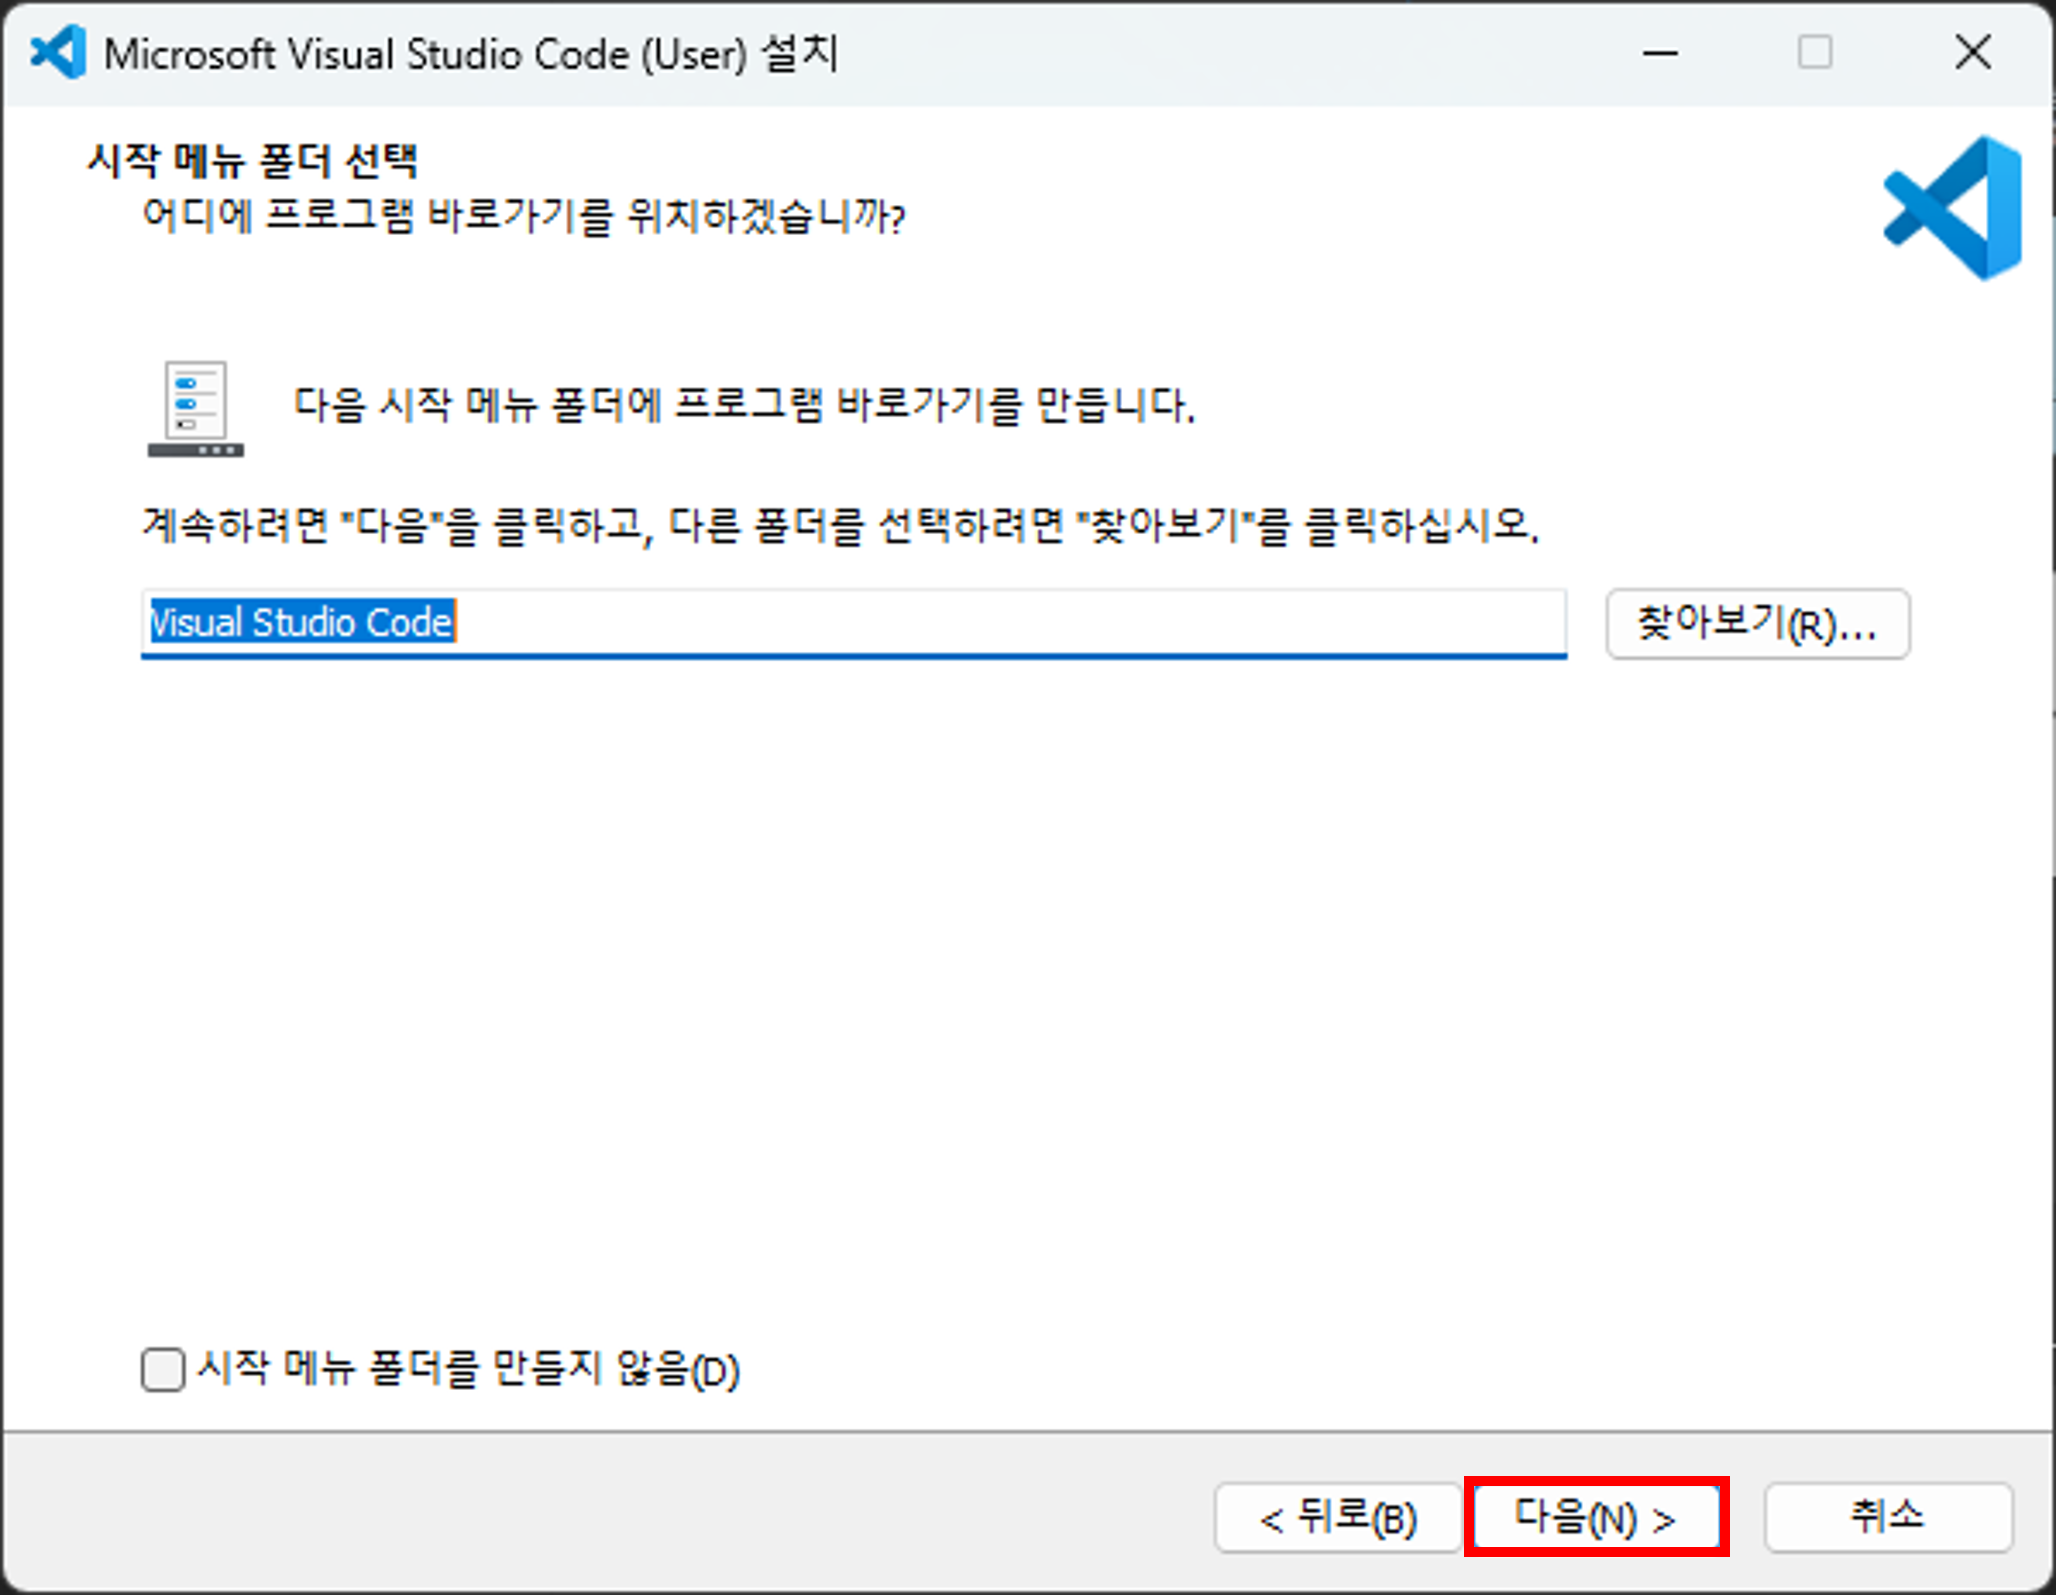 Microsoft Visual Studio Code (User) 설치
시작 메뉴 폴더 선택
어디에 프로그램 바로가기를 위치하겠습니까?
다음 시작 메뉴 폴더에 프로그램 바로가기를 만듭니다.
계속하려면 "다음"을 클릭하고, 다른 폴더를 선택하려면 "찾아보기"를 클릭하십시오.
Visual Studio Code
찾아보기(R)...
시작 메뉴 폴더를 만들지 않음(D)
< 뒤로(B)
다음(N) >
취소